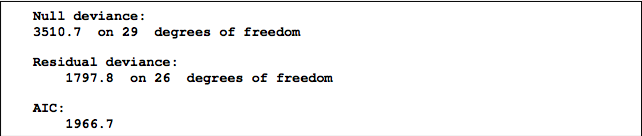 Null deviance:
3510.7 on 29 degrees of freedom
Residual deviance:
1797.8 on 26 degrees of freedom
AIC:
1966.7